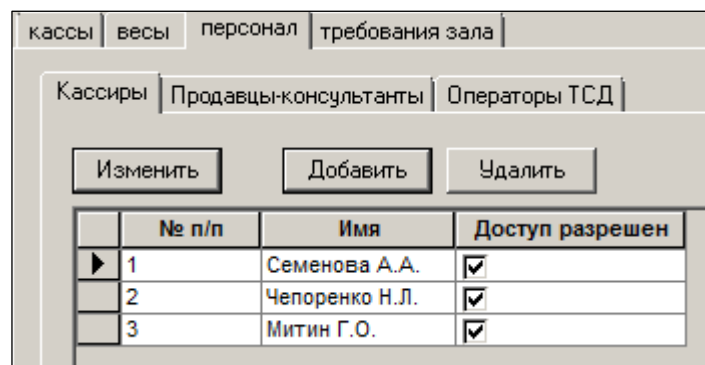 кассы весы персонал требования зала
Кассиры Продавцы-консультанты Операторы ТСД
Изменить Добавить Удалить
№ п/п Имя Доступ разрешен
1 Семенова А.А.
2 Чепоренко Н.Л.
3 Митин Г.О.